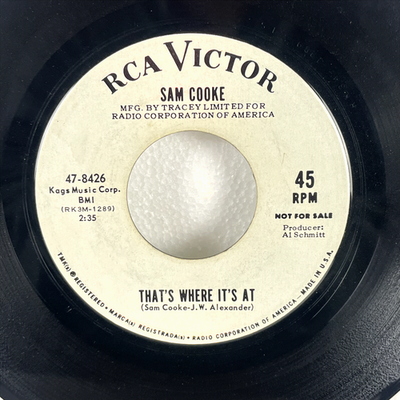 RCA VICTOR
SAM COOKE
MFG. BY TRACEY LIMITED FOR
RADIO CORPORATION OF AMERICA
47-8426
Kags Music Corp.
BMI
(RK3M-1289)
2:35
45
RPM
NOT FOR SALE
Producer:
Al Schmitt
THAT'S WHERE IT'S AT
(Sam Cooke-J.W. Alexander)
TMK(s) ® REGISTERED • MARCA(s) REGISTRADA(s) • RADIO CORPORATION OF AMERICA — MADE IN U.S.A.